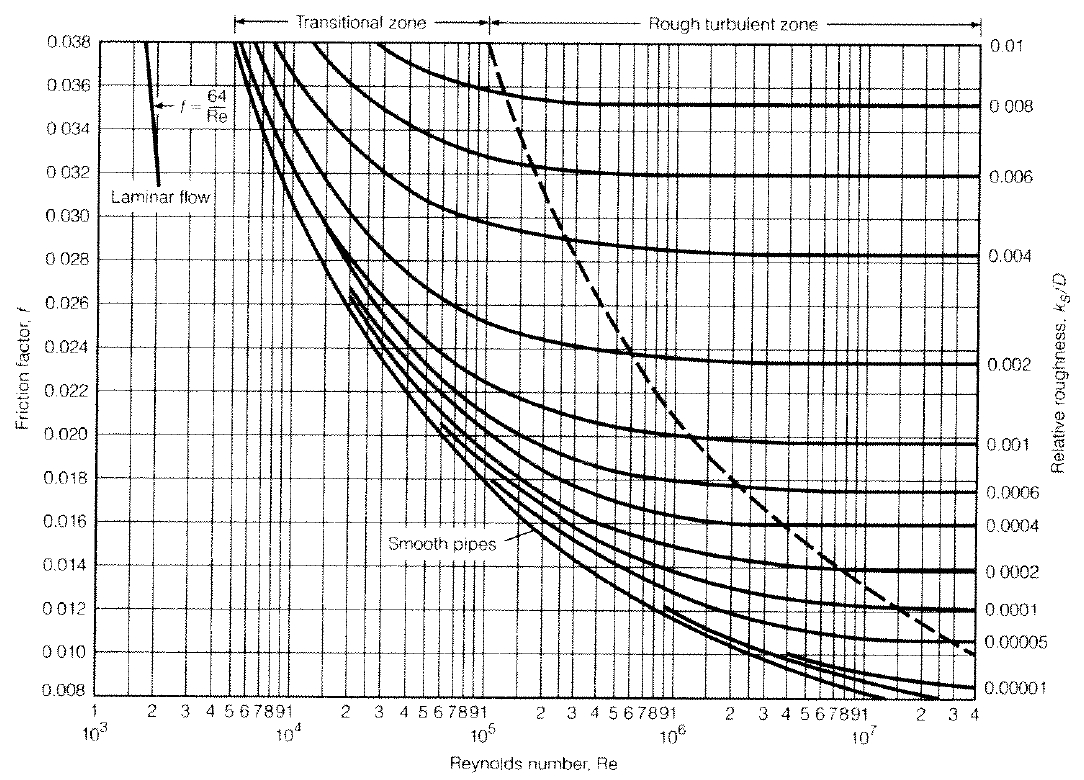 Transitional zone
Rough turbulent zone
0.038
0.036
0.034
0.032
0.030
0.028
0.026
0.024
0.022
0.020
0.018
0.016
0.014
0.012
0.010
0.008
Friction factor, f
f = 64/Re
Laminar flow
Smooth pipes
0.01
0.008
0.006
0.004
0.002
0.001
0.0006
0.0004
0.0002
0.0001
0.00005
0.00001
Relative roughness, ks/D
1 2 3 4 5 6 7 8 9 1 2 3 4 5 6 7 8 9 1 2 3 4 5 6 7 8 9 1 2 3 4 5 6 7 8 9 1 2 3 4
10³ 10⁴ 10⁵ 10⁶ 10⁷
Reynolds number, Re